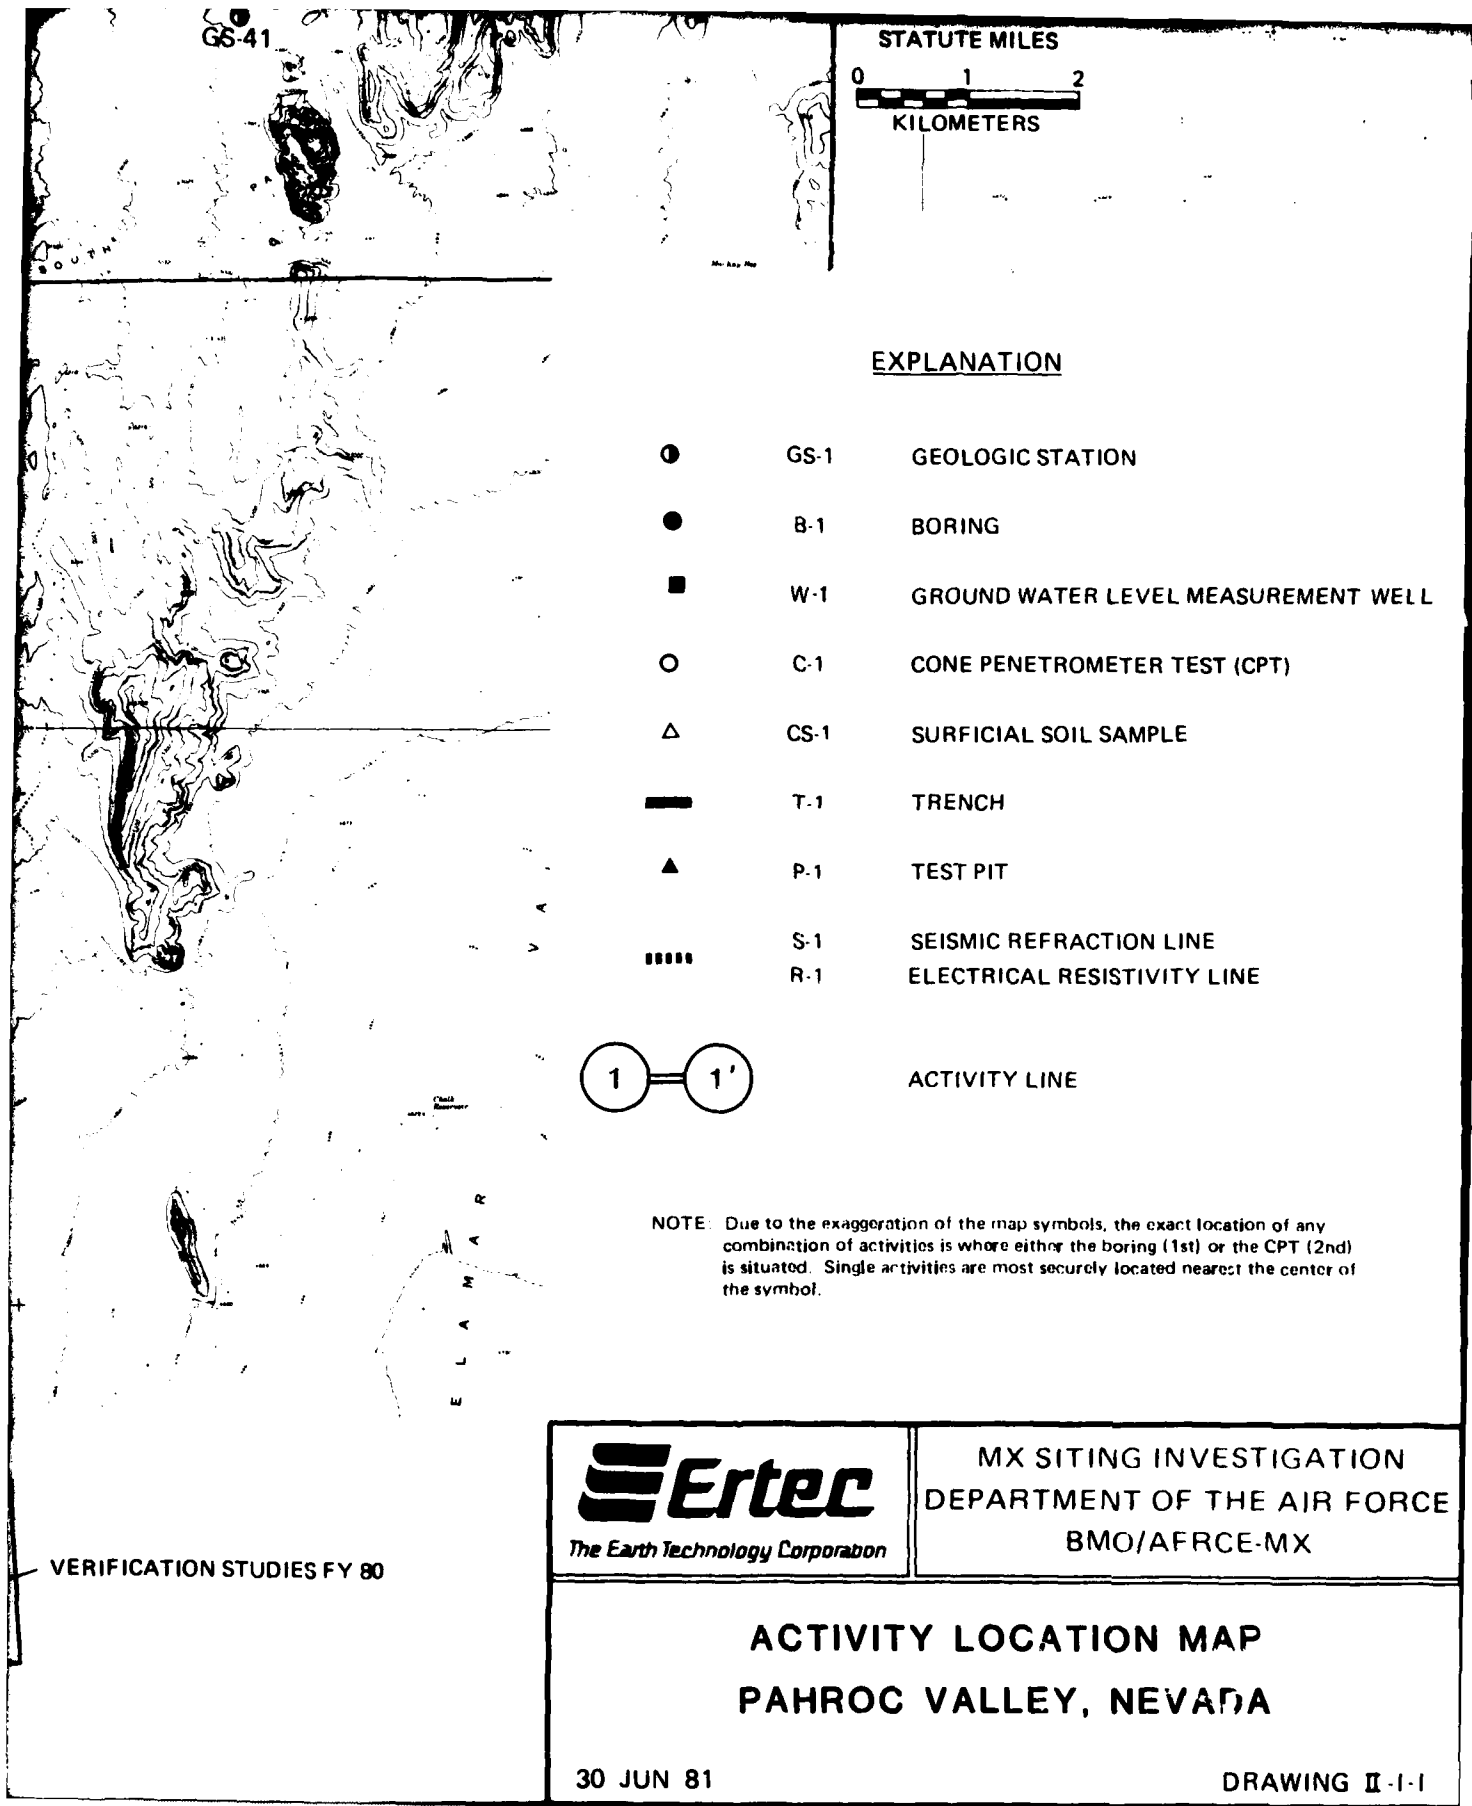 GS-41
STATUTE MILES
0 1 2
KILOMETERS
SOUTH
EXPLANATION
GS-1 GEOLOGIC STATION
B-1 BORING
W-1 GROUND WATER LEVEL MEASUREMENT WELL
C-1 CONE PENETROMETER TEST (CPT)
CS-1 SURFICIAL SOIL SAMPLE
T-1 TRENCH
P-1 TEST PIT
S-1 SEISMIC REFRACTION LINE
R-1 ELECTRICAL RESISTIVITY LINE
1 1' ACTIVITY LINE
Chalk
Reservoir
E L A M A R
V A
NOTE: Due to the exaggeration of the map symbols, the exact location of any
combination of activities is where either the boring (1st) or the CPT (2nd)
is situated. Single activities are most securely located nearest the center of
the symbol.
Ertec
The Earth Technology Corporation
MX SITING INVESTIGATION
DEPARTMENT OF THE AIR FORCE
BMO/AFRCE-MX
VERIFICATION STUDIES FY 80
ACTIVITY LOCATION MAP
PAHROC VALLEY, NEVADA
30 JUN 81
DRAWING II-1-1